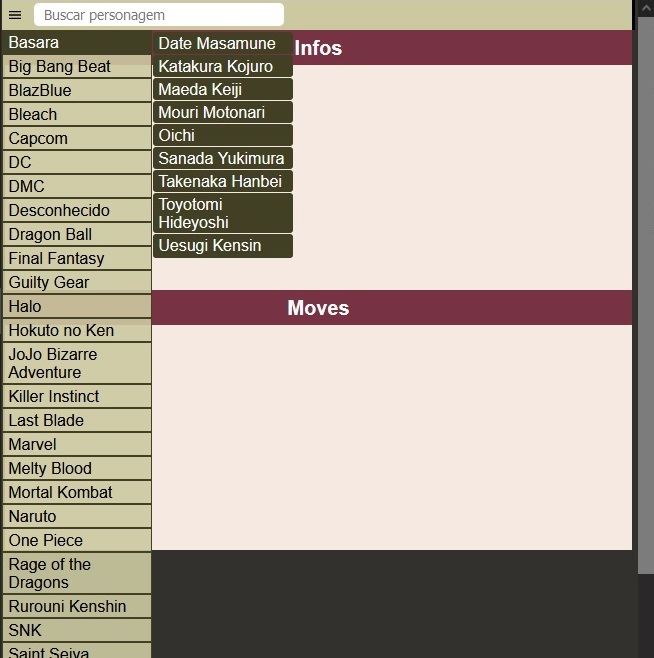 Buscar personagem
Basara
Big Bang Beat
BlazBlue
Bleach
Capcom
DC
DMC
Desconhecido
Dragon Ball
Final Fantasy
Guilty Gear
Halo
Hokuto no Ken
JoJo Bizarre
Adventure
Killer Instinct
Last Blade
Marvel
Melty Blood
Mortal Kombat
Naruto
One Piece
Rage of the
Dragons
Rurouni Kenshin
SNK
Saint Seiya
Date Masamune
Katakura Kojuro
Maeda Keiji
Mouri Motonari
Oichi
Sanada Yukimura
Takenaka Hanbei
Toyotomi
Hideyoshi
Uesugi Kensin
Infos
Moves